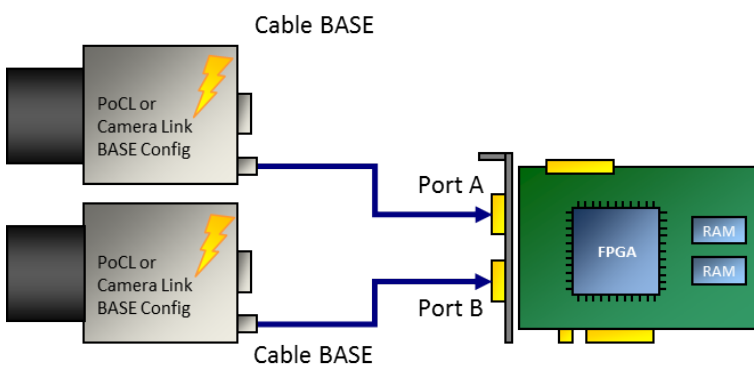 Cable BASE
PoCL or
Camera Link
BASE Config
Port A
FPGA
RAM
RAM
PoCL or
Camera Link
BASE Config
Port B
Cable BASE